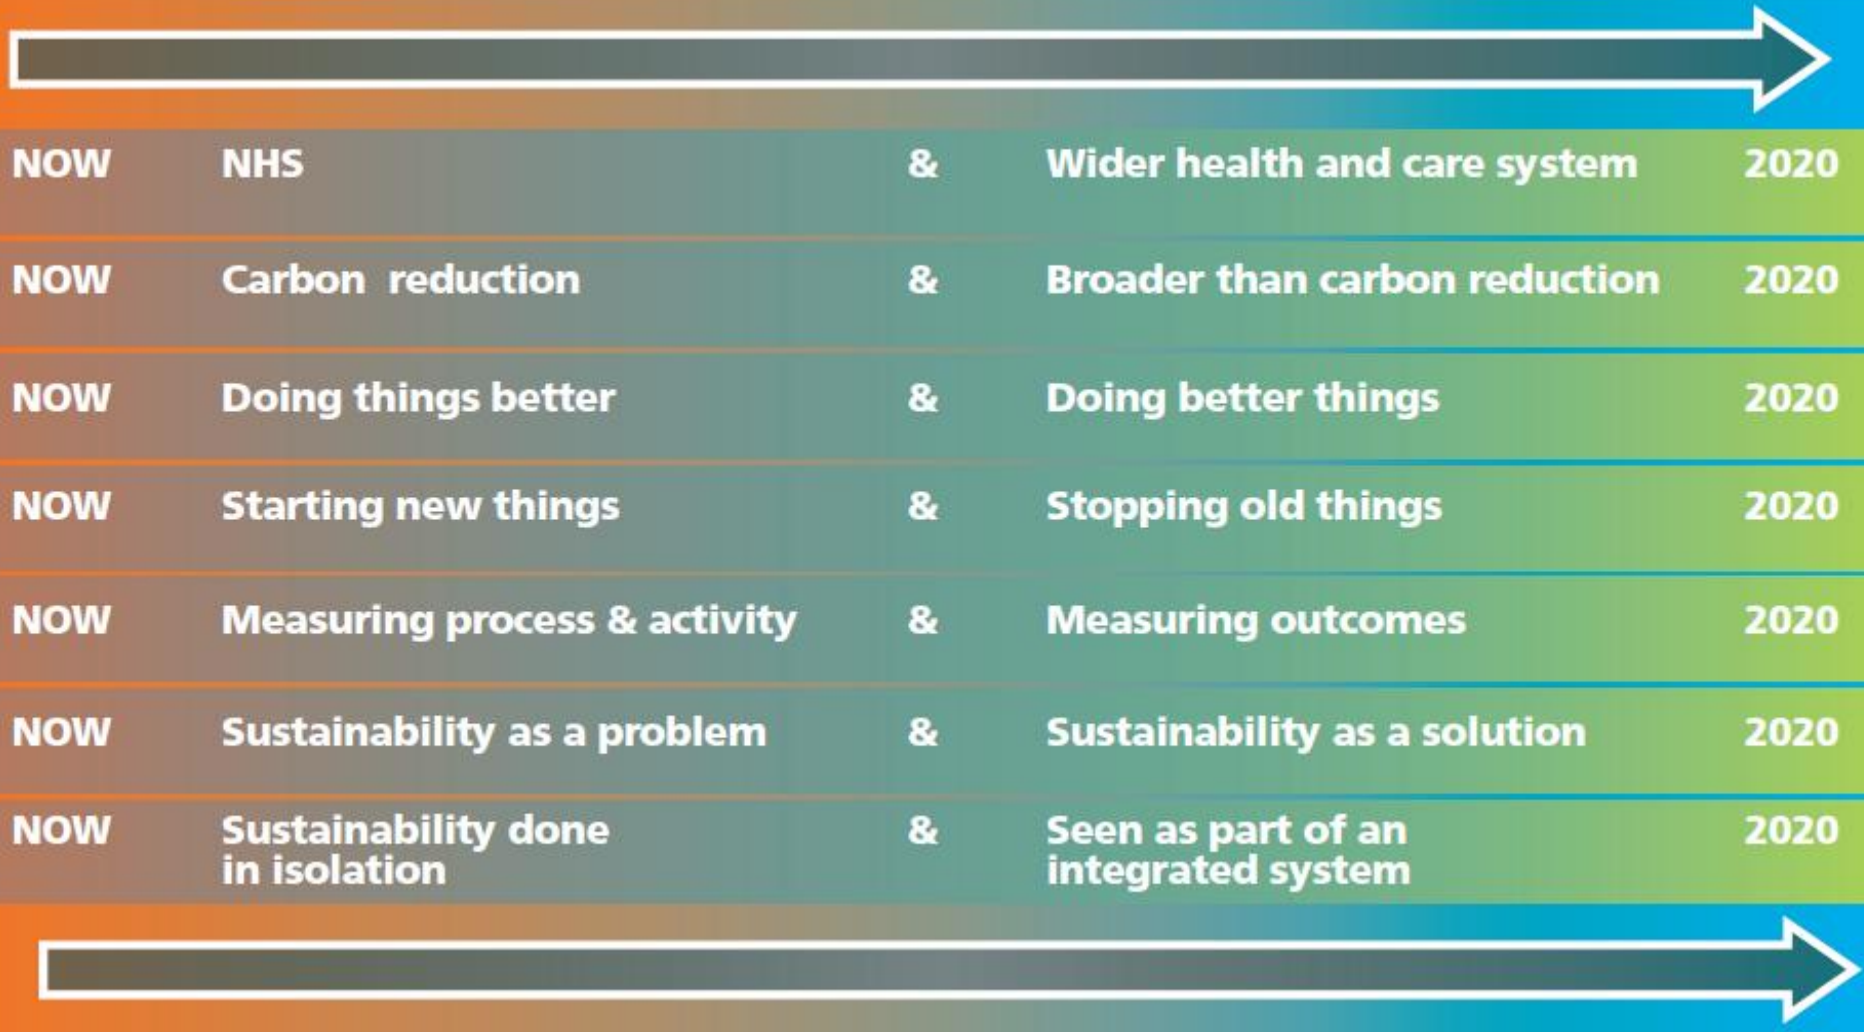 NOW NHS & Wider health and care system 2020
NOW Carbon reduction & Broader than carbon reduction 2020
NOW Doing things better & Doing better things 2020
NOW Starting new things & Stopping old things 2020
NOW Measuring process & activity & Measuring outcomes 2020
NOW Sustainability as a problem & Sustainability as a solution 2020
NOW Sustainability done & Seen as part of an 2020
in isolation integrated system